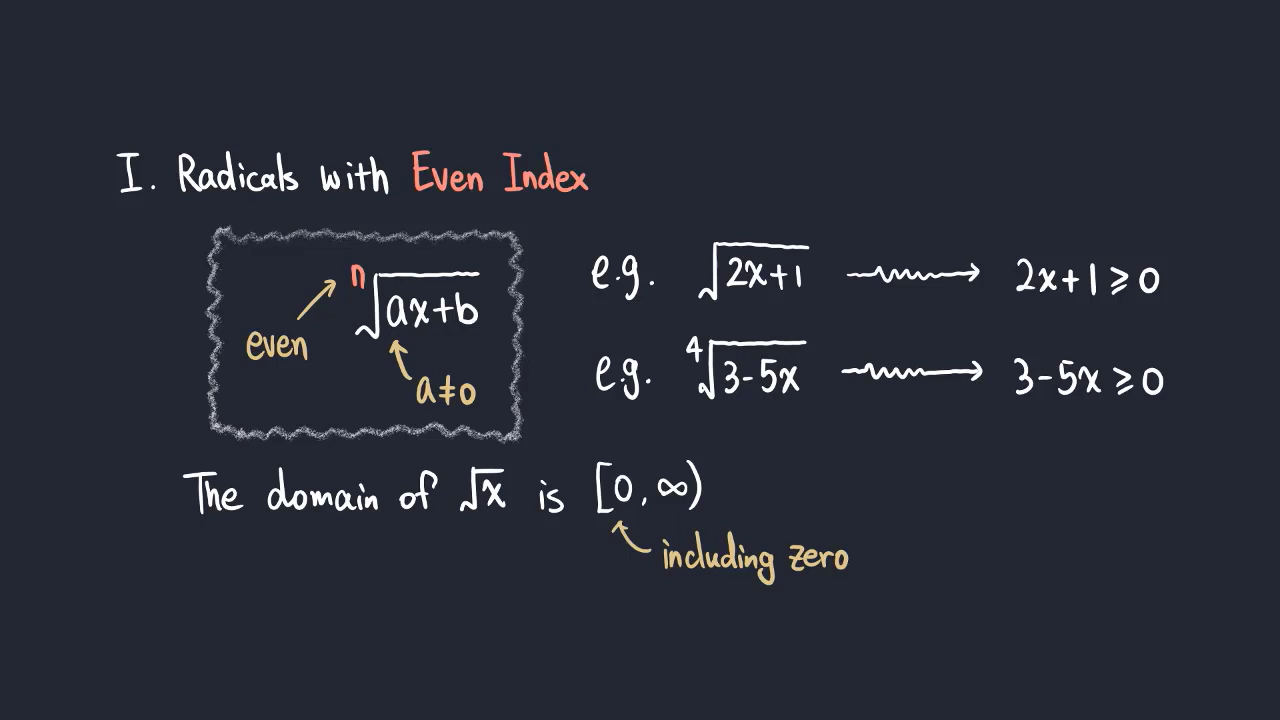 I. Radicals with Even Index
ⁿ√(ax+b)
even
a≠0
e.g. √(2x+1) → 2x+1 ⩾ 0
e.g. ⁴√(3-5x) → 3-5x ⩾ 0
The domain of √x is [0, ∞)
including zero